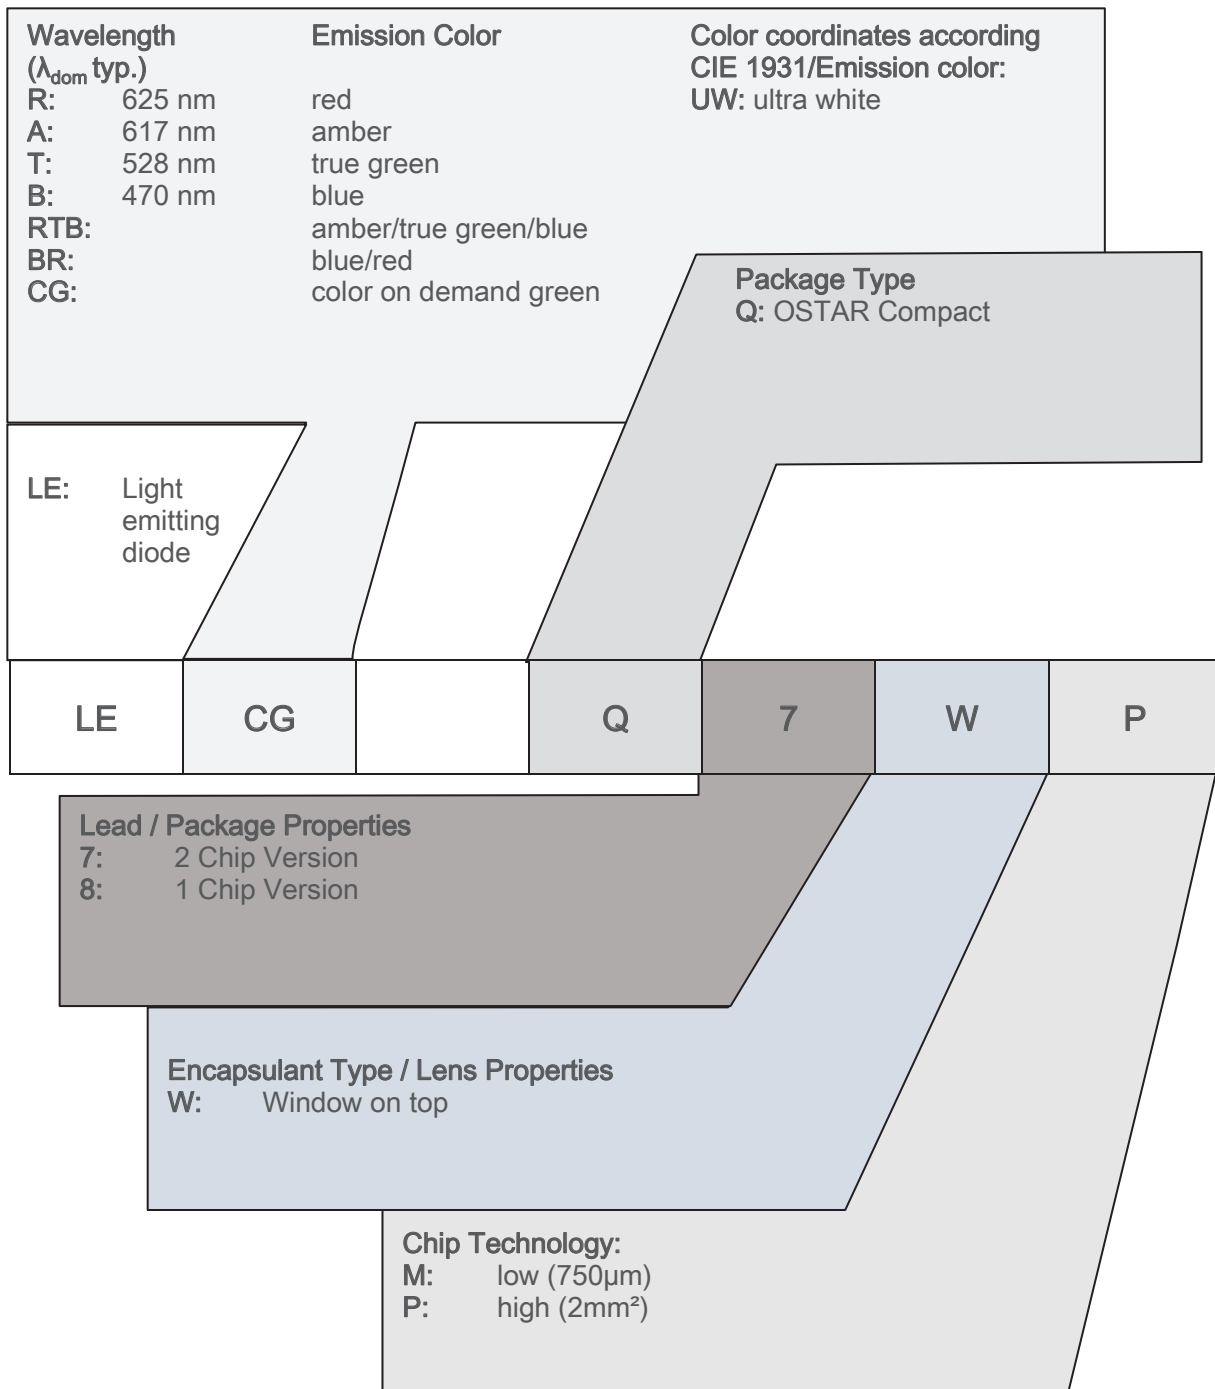 Wavelength Emission Color Color coordinates according
(λdom typ.) CIE 1931/Emission color:
R: 625 nm red UW: ultra white
A: 617 nm amber
T: 528 nm true green
B: 470 nm blue
RTB: amber/true green/blue
BR: blue/red
CG: color on demand green
Package Type
Q: OSTAR Compact
LE: Light
emitting
diode
LE CG Q 7 W P
Lead / Package Properties
7: 2 Chip Version
8: 1 Chip Version
Encapsulant Type / Lens Properties
W: Window on top
Chip Technology:
M: low (750µm)
P: high (2mm²)